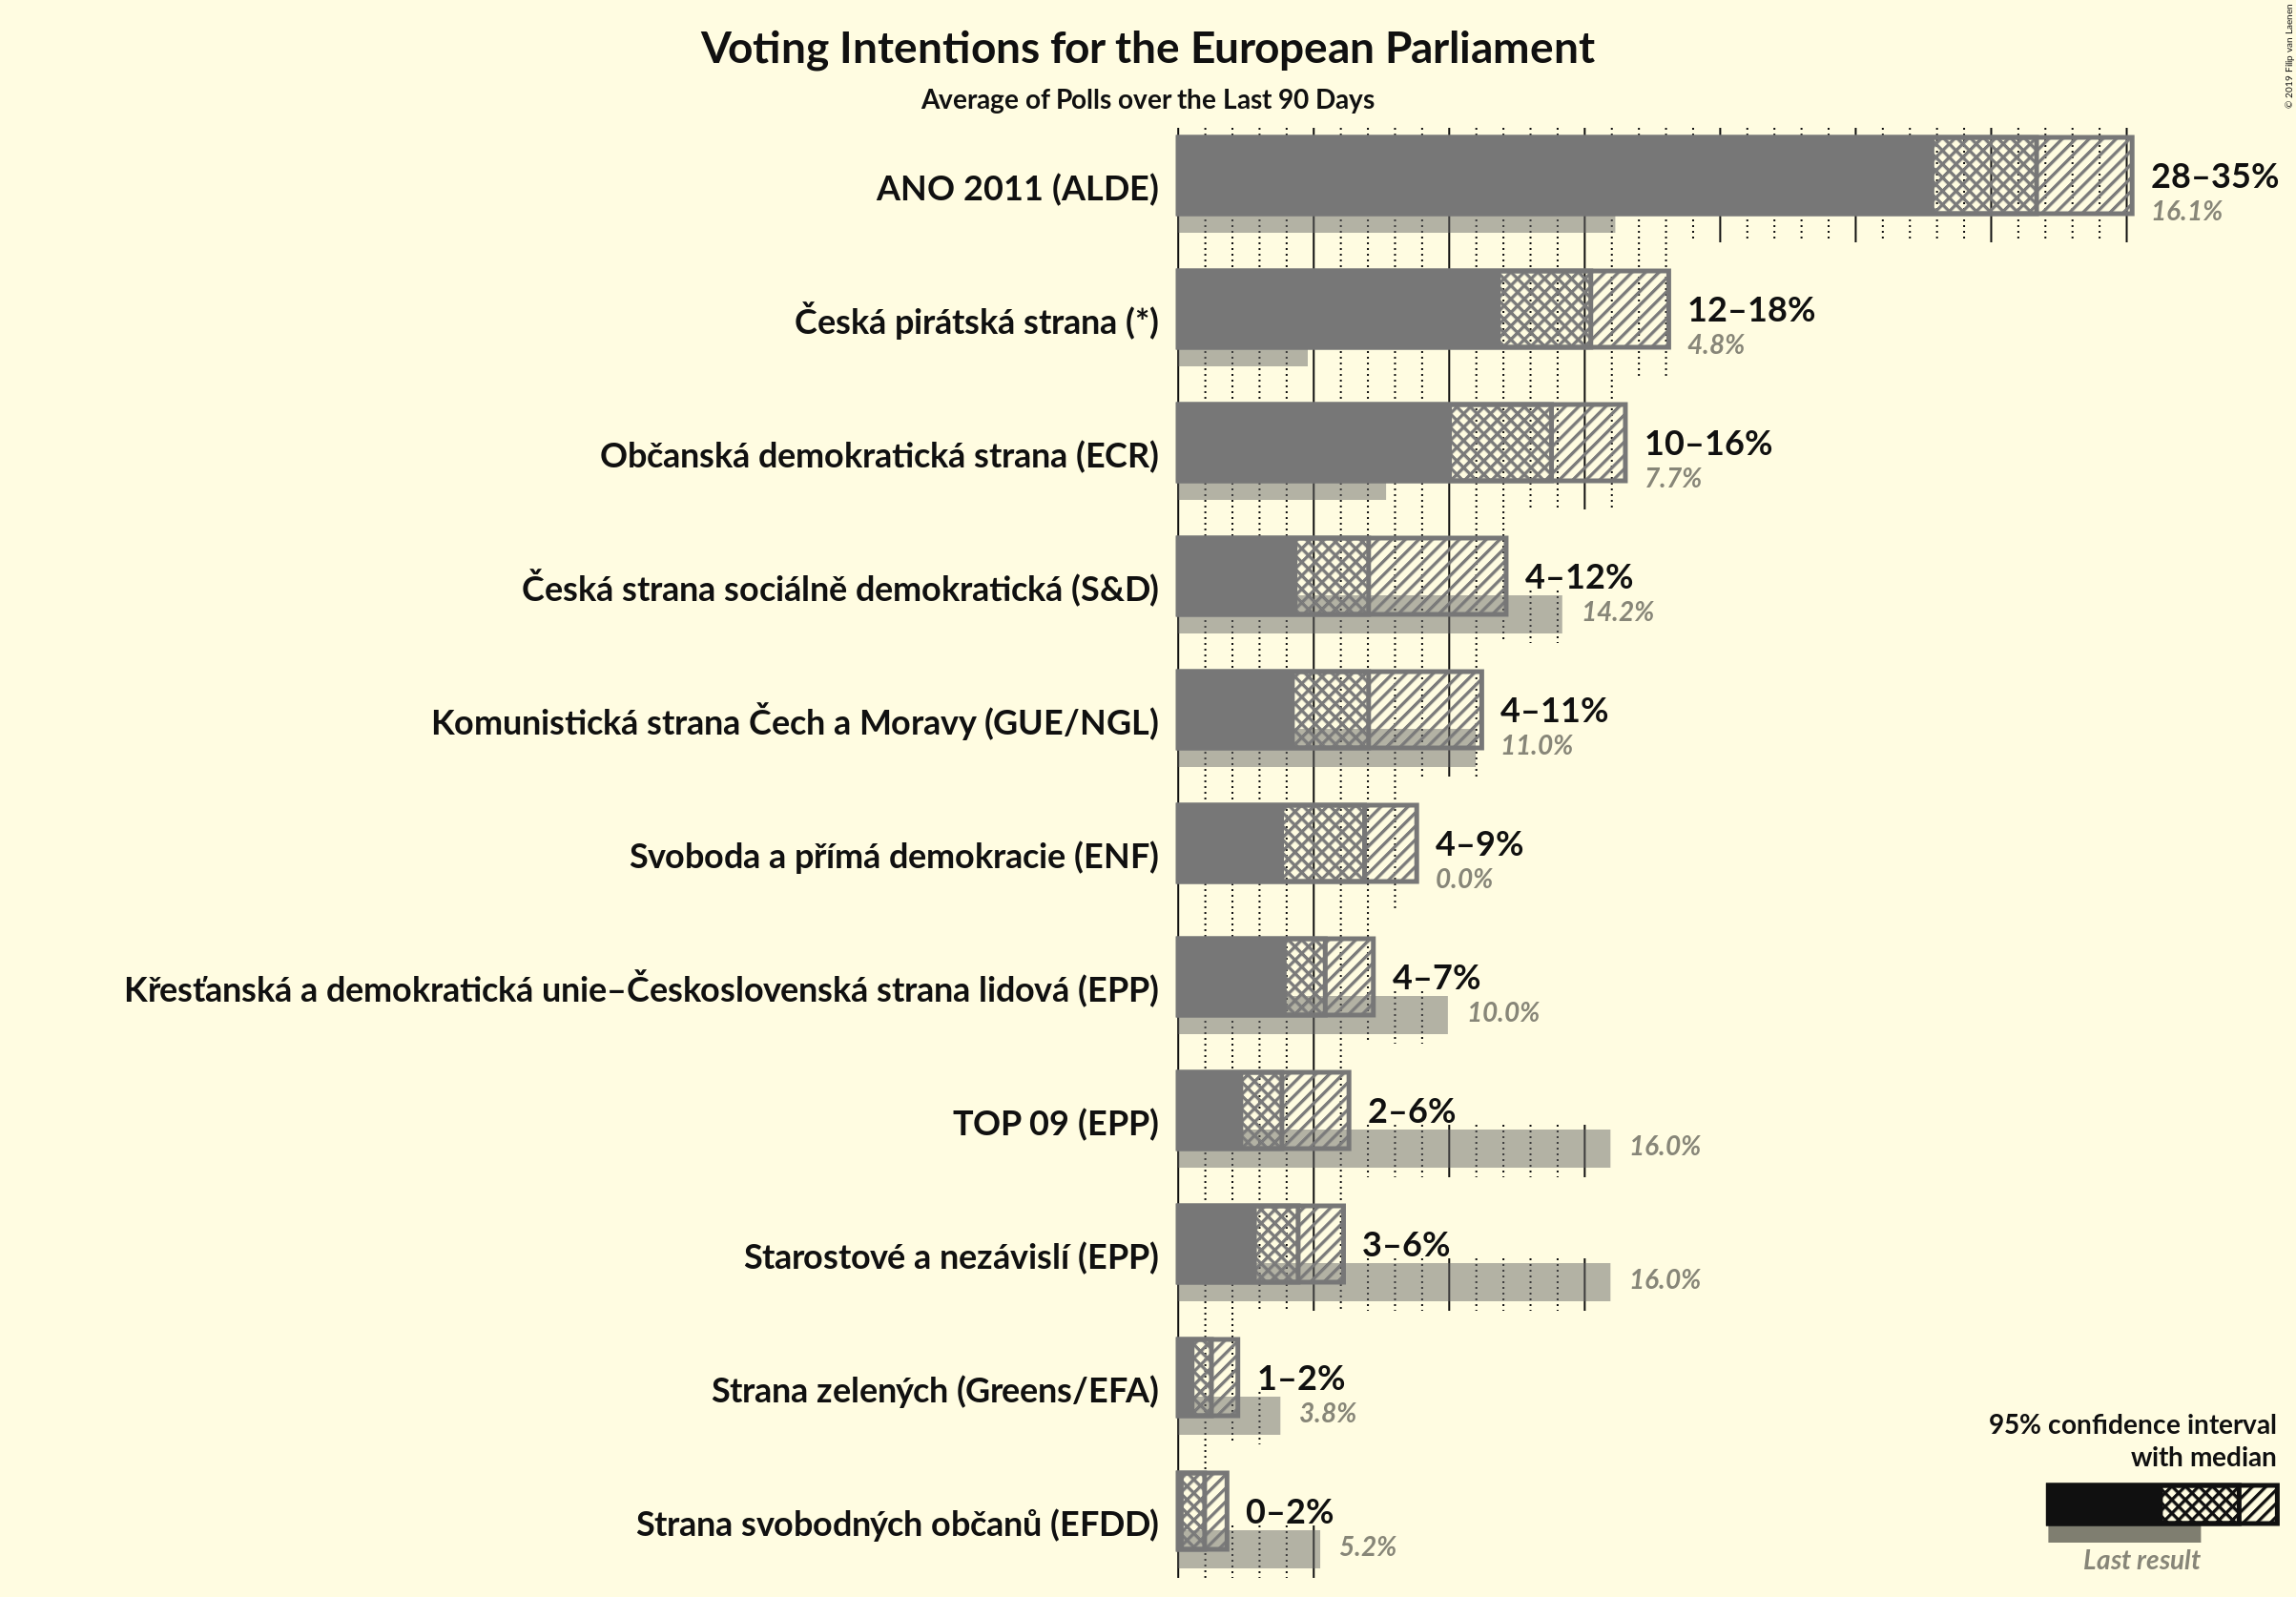 Voting Intentions for the European Parliament
Average of Polls over the Last 90 Days
© 2019 Filip van Laenen
ANO 2011 (ALDE)
28–35%
16.1%
Česká pirátská strana (*)
12–18%
4.8%
Občanská demokratická strana (ECR)
10–16%
7.7%
Česká strana sociálně demokratická (S&D)
4–12%
14.2%
Komunistická strana Čech a Moravy (GUE/NGL)
4–11%
11.0%
Svoboda a přímá demokracie (ENF)
4–9%
0.0%
Křesťanská a demokratická unie–Československá strana lidová (EPP)
4–7%
10.0%
TOP 09 (EPP)
2–6%
16.0%
Starostové a nezávislí (EPP)
3–6%
16.0%
Strana zelených (Greens/EFA)
1–2%
3.8%
Strana svobodných občanů (EFDD)
0–2%
5.2%
95% confidence interval
with median
Last result